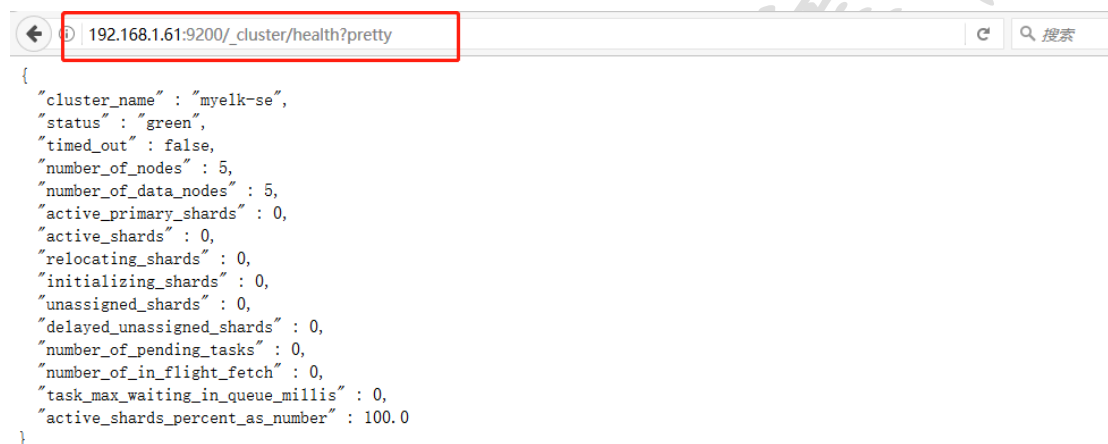 192.168.1.61:9200/_cluster/health?pretty
搜索
{
"cluster_name" : "myelk-se",
"status" : "green",
"timed_out" : false,
"number_of_nodes" : 5,
"number_of_data_nodes" : 5,
"active_primary_shards" : 0,
"active_shards" : 0,
"relocating_shards" : 0,
"initializing_shards" : 0,
"unassigned_shards" : 0,
"delayed_unassigned_shards" : 0,
"number_of_pending_tasks" : 0,
"number_of_in_flight_fetch" : 0,
"task_max_waiting_in_queue_millis" : 0,
"active_shards_percent_as_number" : 100.0
}